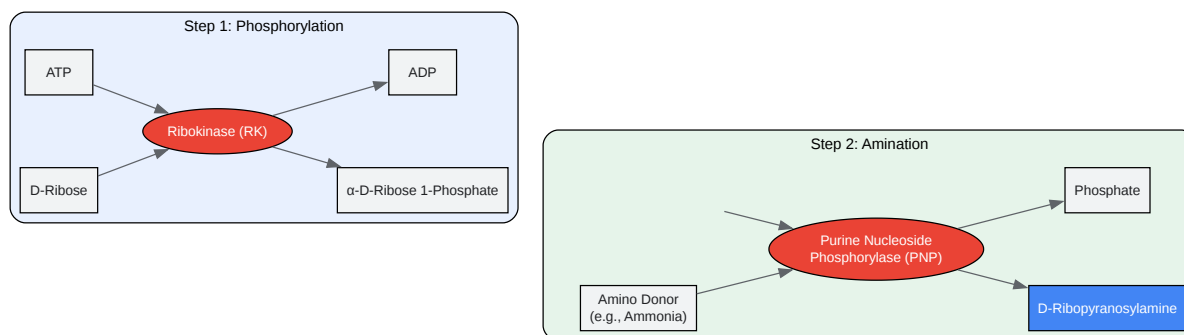 Step 1: Phosphorylation
ATP
ADP
Ribokinase (RK)
D-Ribose
α-D-Ribose 1-Phosphate
Step 2: Amination
Phosphate
Purine Nucleoside
Phosphorylase (PNP)
Amino Donor
(e.g., Ammonia)
D-Ribopyranosylamine